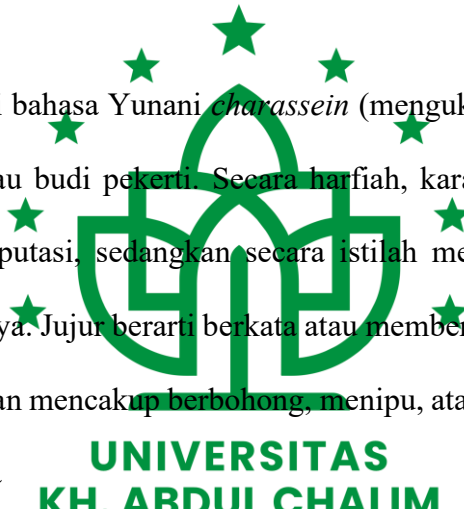 bahasa Yunani charassein (menguk
au budi pekerti. Secara harfiah, kara
putasi, sedangkan secara istilah me
ya. Jujur berarti berkata atau member
an mencakup berbohong, menipu, ata
UNIVERSITAS
KH. ABDUL CHALIM